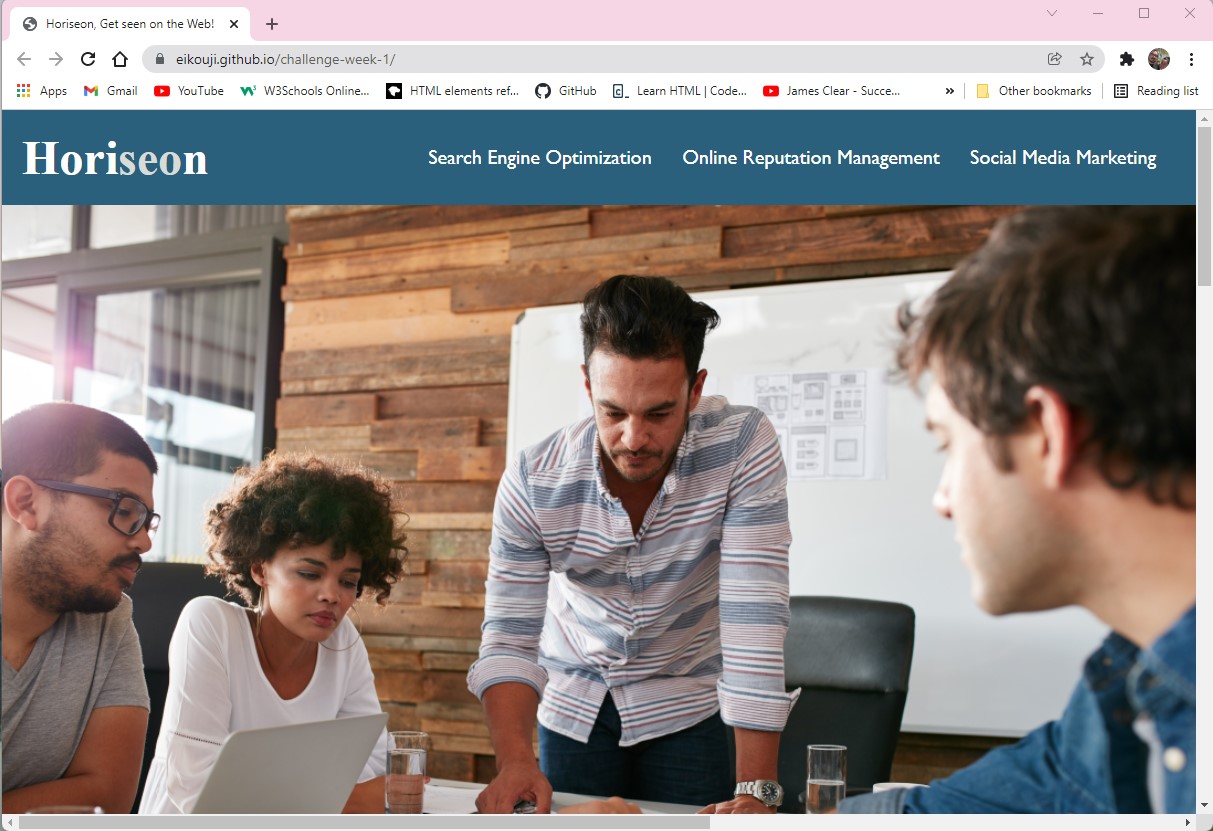 Horiseon, Get seen on the Web!
eikouji.github.io/challenge-week-1/
Apps Gmail YouTube W3Schools Online... HTML elements ref... GitHub Learn HTML | Code... James Clear - Succe... » Other bookmarks Reading list
Horiseon Search Engine Optimization Online Reputation Management Social Media Marketing